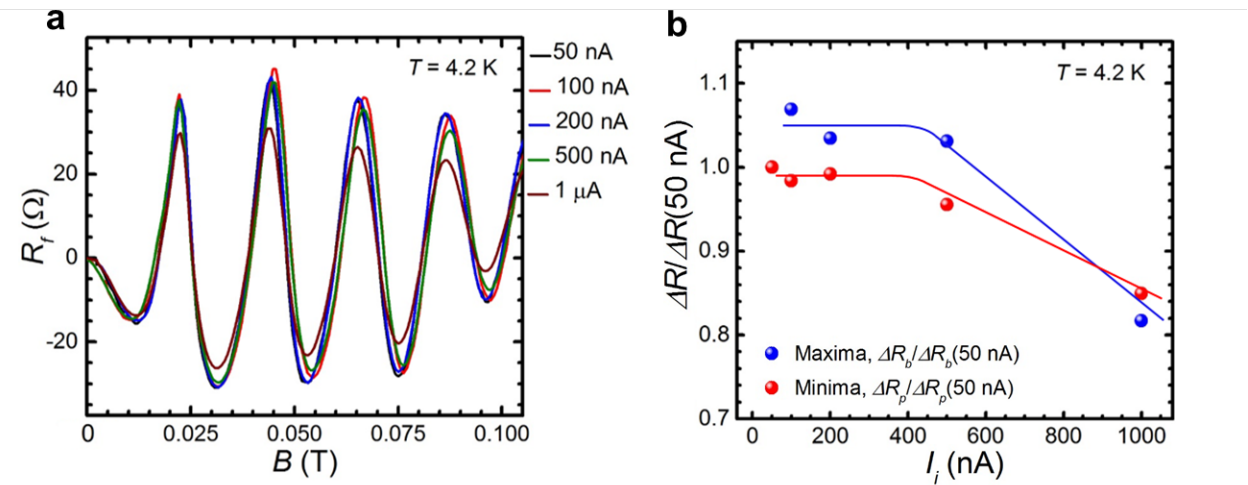 a
T = 4.2 K
50 nA
100 nA
200 nA
500 nA
1 μA
40
20
0
-20
R_f (Ω)
0
0.025
0.050
0.075
0.100
B (T)
b
T = 4.2 K
1.1
1.0
0.9
0.8
0.7
ΔR/ΔR(50 nA)
Maxima, ΔR_b/ΔR_b(50 nA)
Minima, ΔR_p/ΔR_p(50 nA)
0
200
400
600
800
1000
I_i (nA)